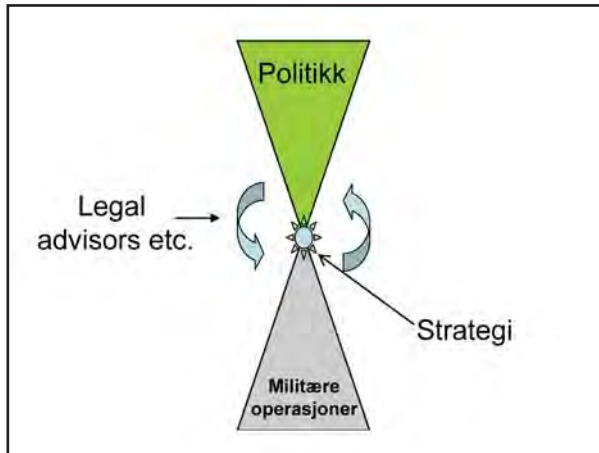 Politikk
Legal
advisors etc.
Strategi
Militære
operasjoner